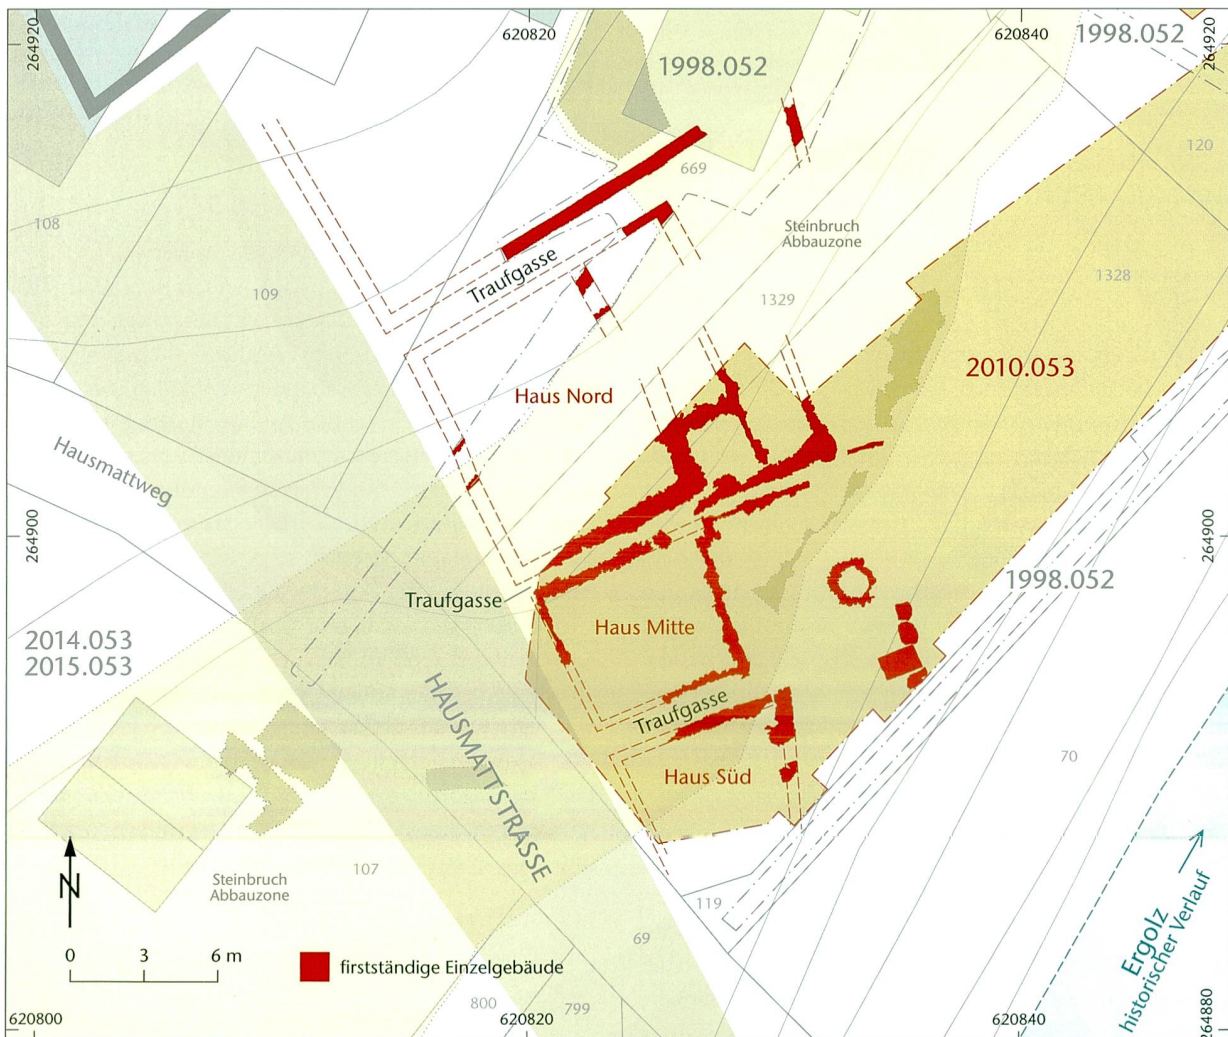 264920
620820
620840
1998.052
264920
1998.052
120
669
108
Steinbruch
Abbauzone
Traufgasse
109
1328
1329
2010.053
Haus Nord
Hausmattweg
264900
264900
1998.052
Traufgasse
Haus Mitte
2014.053
2015.053
HAUSMATTSTRASSE
Traufgasse
Haus Süd
70
107
Steinbruch
Abbauzone
N
119
69
Ergolz
historischer Verlauf
0 3 6 m
firstständige Einzelgebäude
800
799
620800
620820
620840
264880